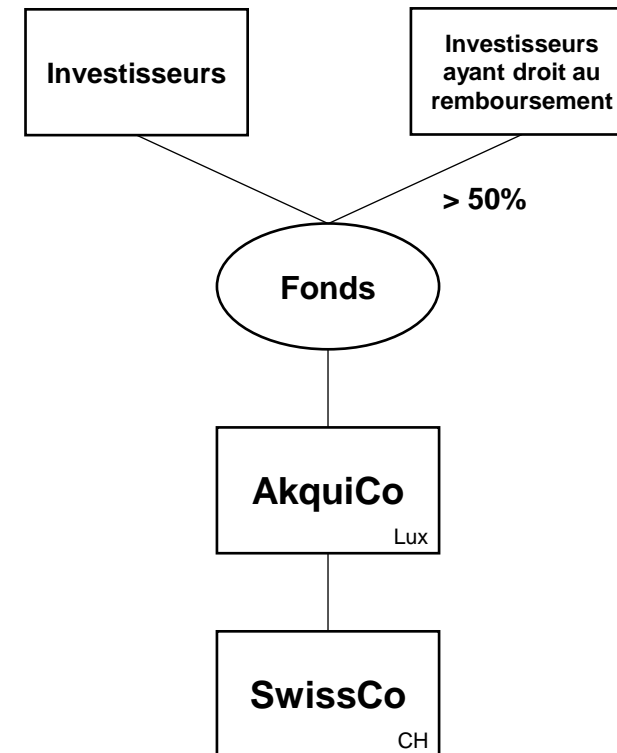 Investisseurs
Investisseurs
ayant droit au
remboursement
> 50%
Fonds
AkquiCo
Lux
SwissCo
CH